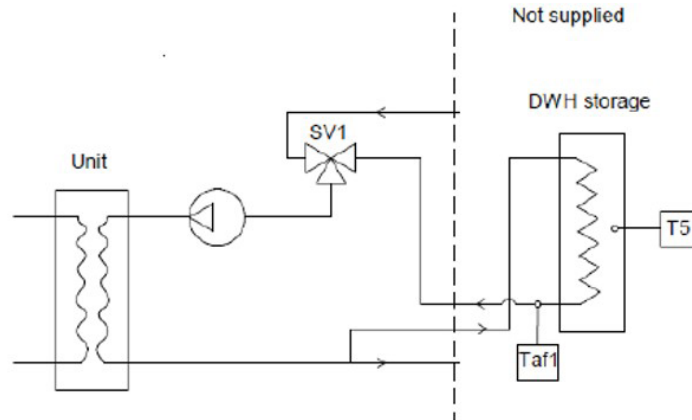 Not supplied
DWH storage
SV1
Unit
T5
Taf1